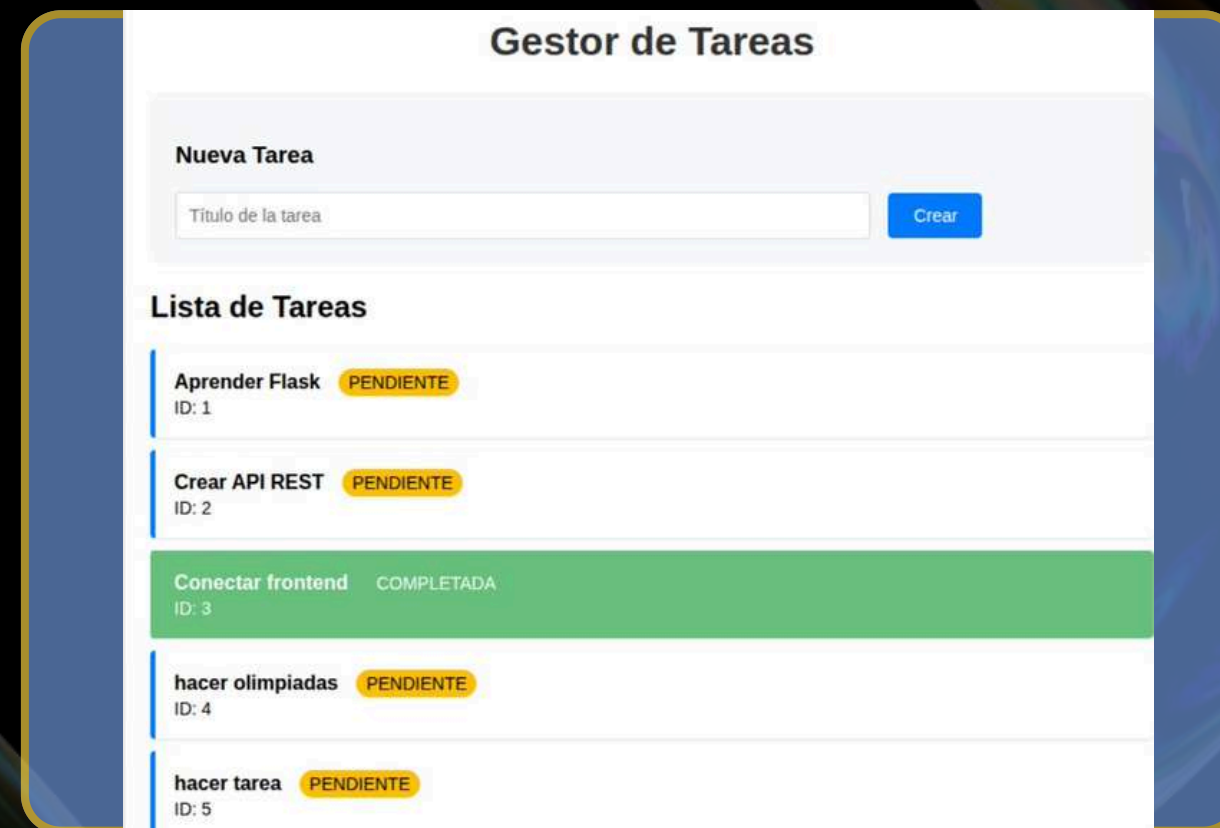 Gestor de Tareas
Nueva Tarea
Título de la tarea
Crear
Lista de Tareas
Aprender Flask PENDIENTE
ID: 1
Crear API REST PENDIENTE
ID: 2
Conectar frontend COMPLETADA
ID: 3
hacer olimpiadas PENDIENTE
ID: 4
hacer tarea PENDIENTE
ID: 5